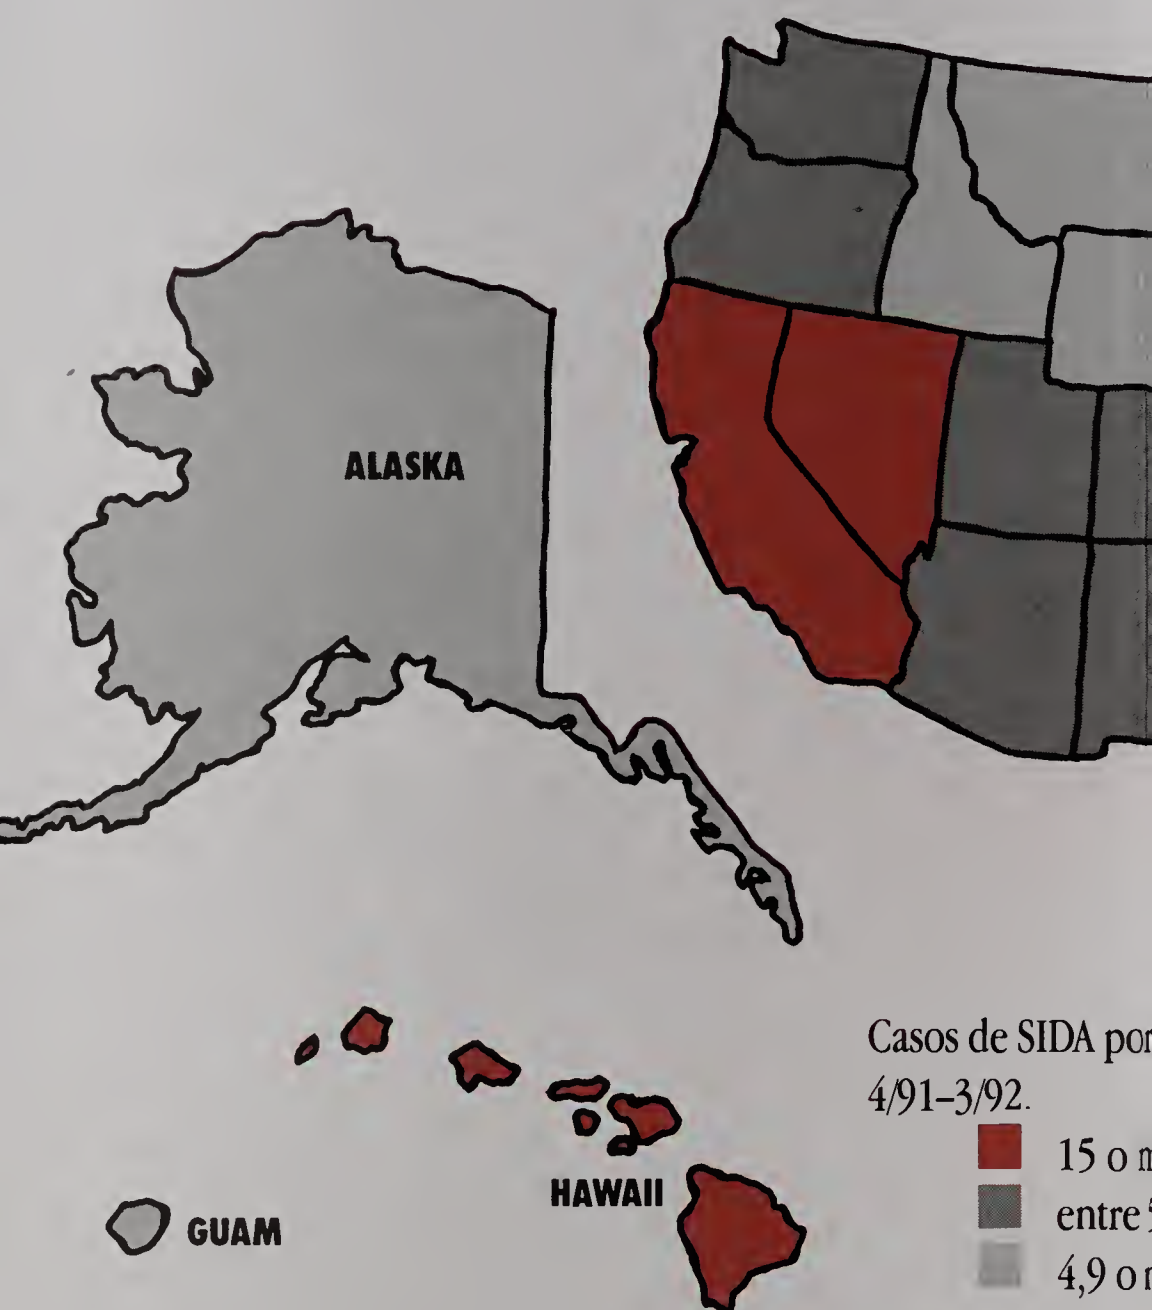 ALASKA
Casos de SIDA por
4/91–3/92.
15 o
HAWAII
entre
GUAM
4,9 o